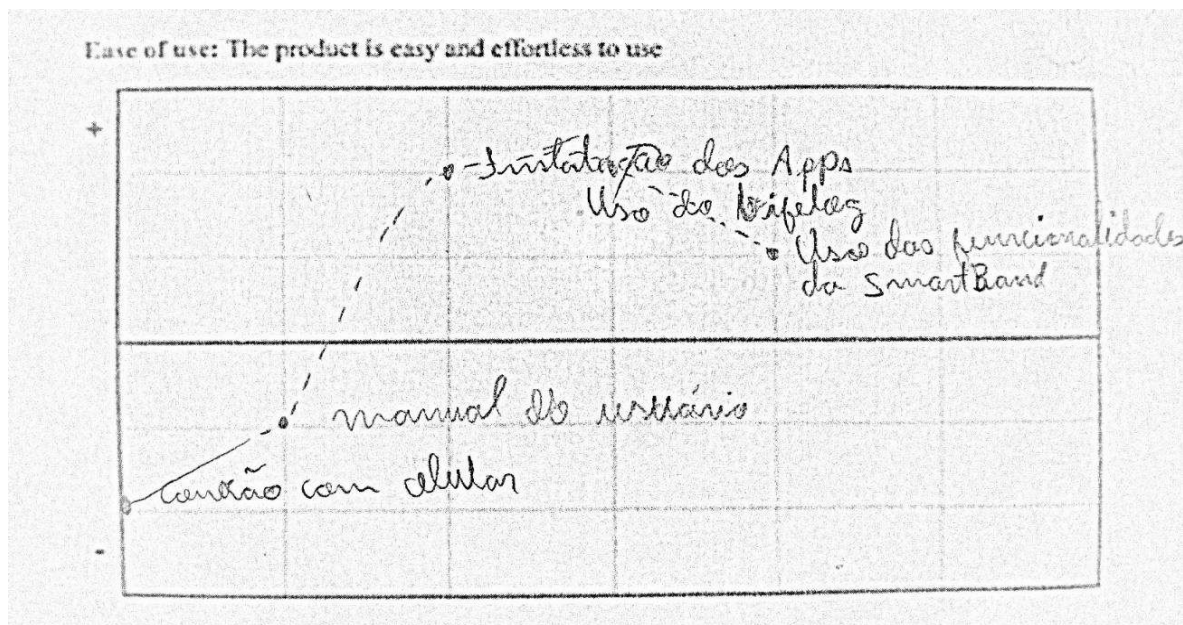 Ease of use: The product is easy and effortless to use
+
Instalação dos Apps
Uso do Lifelog
Uso das funcionalidades
da SmartBand
manual do usuário
conexão com celular
-